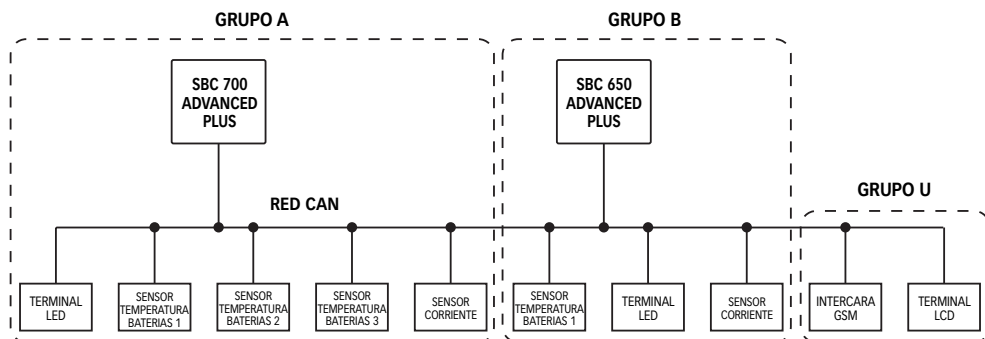 GRUPO A
GRUPO B
SBC 700
ADVANCED
PLUS
SBC 650
ADVANCED
PLUS
GRUPO U
RED CAN
TERMINAL
LED
SENSOR
TEMPERATURA
BATERIAS 1
SENSOR
TEMPERATURA
BATERIAS 2
SENSOR
TEMPERATURA
BATERIAS 3
SENSOR
CORRIENTE
SENSOR
TEMPERATURA
BATERIAS 1
TERMINAL
LED
SENSOR
CORRIENTE
INTERCARA
GSM
TERMINAL
LCD